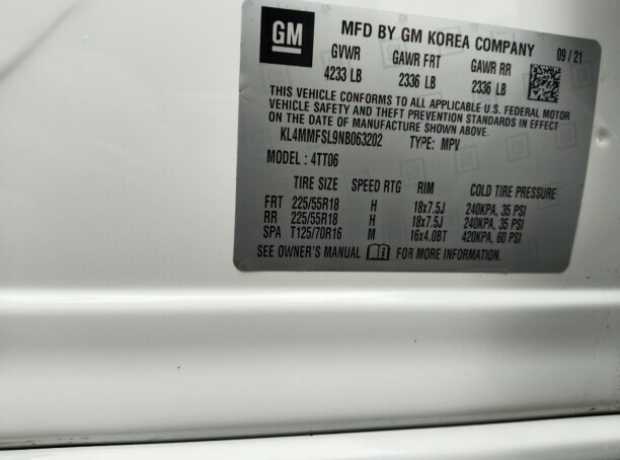 GM
MFD BY GM KOREA COMPANY 09 / 21
GVWR GAWR FRT GAWR RR
4233 LB 2336 LB 2336 LB
THIS VEHICLE CONFORMS TO ALL APPLICABLE U.S. FEDERAL MOTOR
VEHICLE SAFETY AND THEFT PREVENTION STANDARDS IN EFFECT
ON THE DATE OF MANUFACTURE SHOWN ABOVE.
KL4MMFSL9NB063202 TYPE: MPV
MODEL : 4TT06
TIRE SIZE SPEED RTG RIM COLD TIRE PRESSURE
FRT 225/55R18 H 18x7.5J 240KPA, 35 PSI
RR 225/55R18 H 18x7.5J 240KPA, 35 PSI
SPA T125/70R16 M 16x4.0BT 420KPA, 60 PSI
SEE OWNER'S MANUAL FOR MORE INFORMATION.